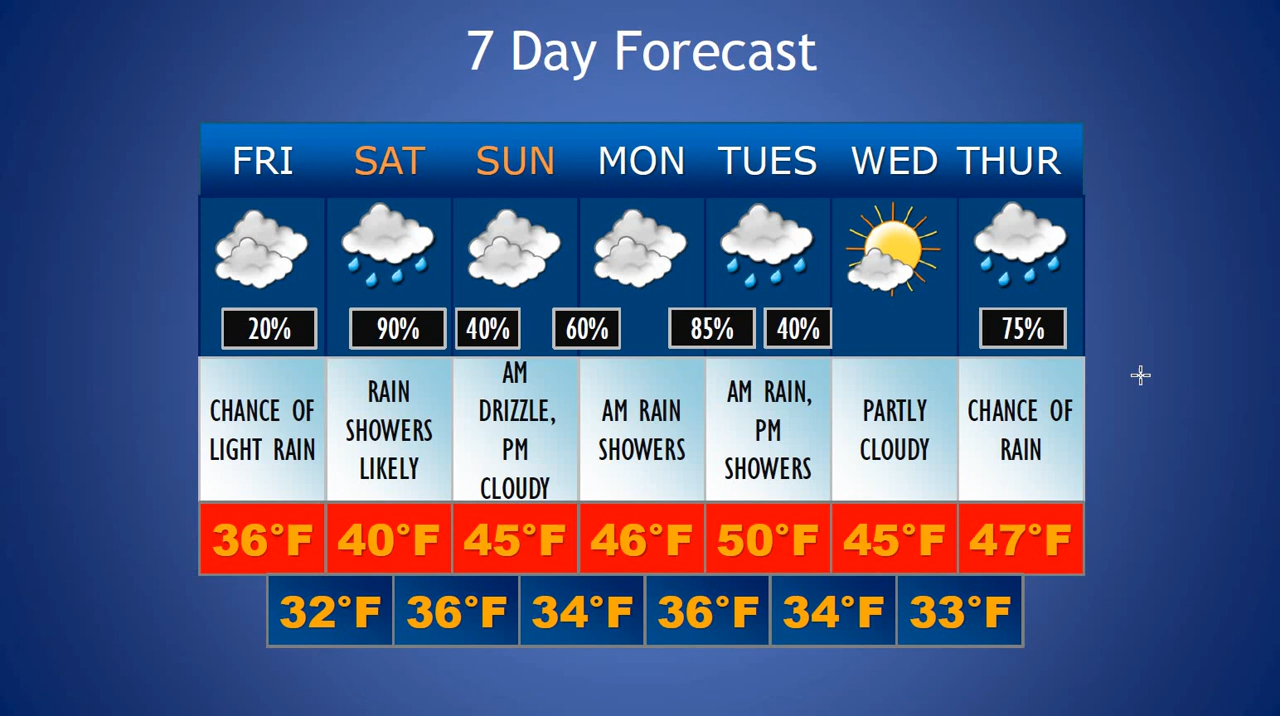 7 Day Forecast
FRI SAT SUN MON TUES WED THUR
20% 90% 40% 60% 85% 40% 75%
CHANCE OF
LIGHT RAIN
RAIN
SHOWERS
LIKELY
AM
DRIZZLE,
PM
CLOUDY
AM RAIN
SHOWERS
AM RAIN,
PM
SHOWERS
PARTLY
CLOUDY
CHANCE OF
RAIN
36°F 40°F 45°F 46°F 50°F 45°F 47°F
32°F 36°F 34°F 36°F 34°F 33°F